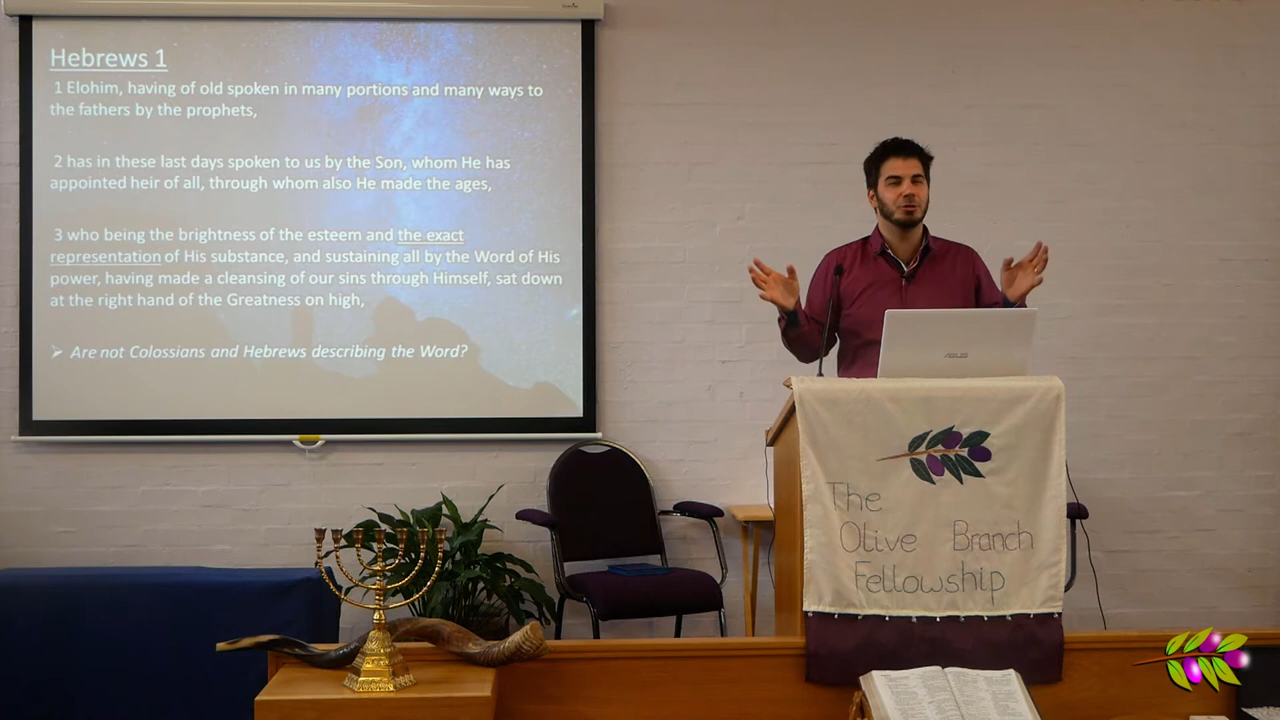 Hebrews 1
1 Elohim, having of old spoken in many portions and many ways to
the fathers by the prophets,
2 has in these last days spoken to us by the Son, whom He has
appointed heir of all, through whom also He made the ages,
3 who being the brightness of the esteem and the exact
representation of His substance, and sustaining all by the Word of His
power, having made a cleansing of our sins through Himself, sat down
at the right hand of the Greatness on high,
➢ Are not Colossians and Hebrews describing the Word?
ASUS
The
Olive Branch
Fellowship